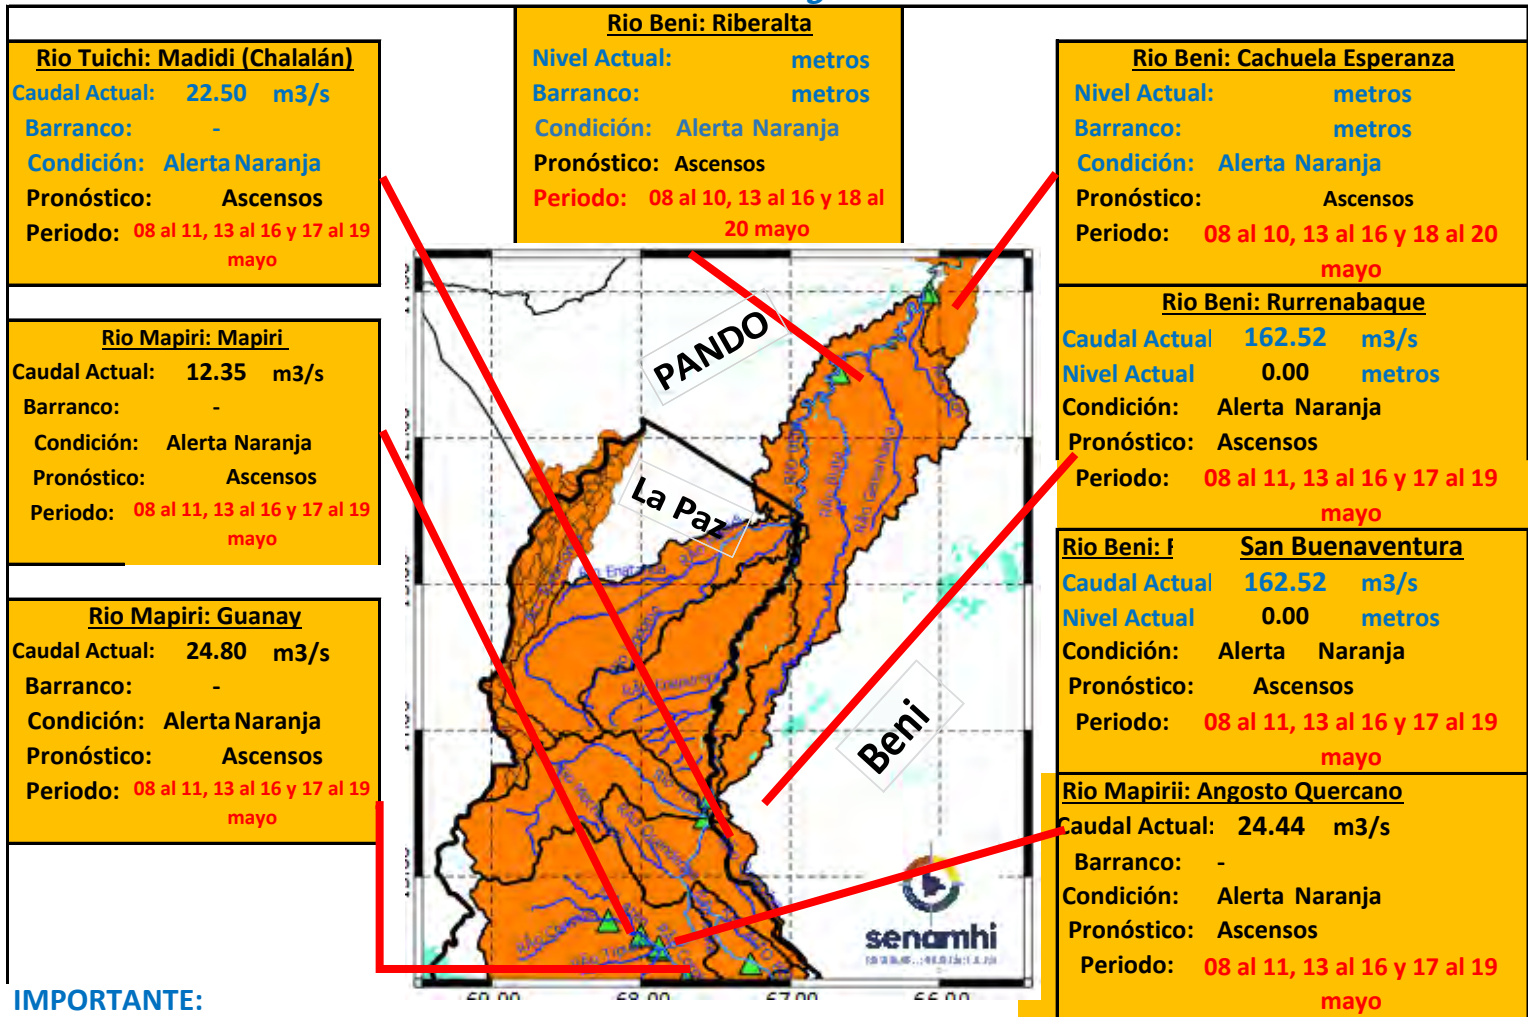 Rio Tuichi: Madidi (Chalalán)
Caudal Actual: 22.50 m3/s
Barranco: -
Condición: Alerta Naranja
Pronóstico: Ascensos
Periodo: 08 al 11, 13 al 16 y 17 al 19
mayo
Rio Mapiri: Mapiri
Caudal Actual: 12.35 m3/s
Barranco: -
Condición: Alerta Naranja
Pronóstico: Ascensos
Periodo: 08 al 11, 13 al 16 y 17 al 19
mayo
Rio Mapiri: Guanay
Caudal Actual: 24.80 m3/s
Barranco: -
Condición: Alerta Naranja
Pronóstico: Ascensos
Periodo: 08 al 11, 13 al 16 y 17 al 19
mayo
Rio Beni: Riberalta
Nivel Actual: metros
Barranco: metros
Condición: Alerta Naranja
Pronóstico: Ascensos
Periodo: 08 al 10, 13 al 16 y 18 al
20 mayo
Rio Beni: Cachuela Esperanza
Nivel Actual: metros
Barranco: metros
Condición: Alerta Naranja
Pronóstico: Ascensos
Periodo: 08 al 10, 13 al 16 y 18 al 20
mayo
Rio Beni: Rurrenabaque
Caudal Actual 162.52 m3/s
Nivel Actual 0.00 metros
Condición: Alerta Naranja
Pronóstico: Ascensos
Periodo: 08 al 11, 13 al 16 y 17 al 19
mayo
Rio Beni: San Buenaventura
Caudal Actual 162.52 m3/s
Nivel Actual 0.00 metros
Condición: Alerta Naranja
Pronóstico: Ascensos
Periodo: 08 al 11, 13 al 16 y 17 al 19
mayo
Rio Mapirii: Angosto Quercano
Caudal Actual: 24.44 m3/s
Barranco: -
Condición: Alerta Naranja
Pronóstico: Ascensos
Periodo: 08 al 11, 13 al 16 y 17 al 19
mayo
PANDO
La Paz
Beni
senamhi
69.00 68.00 67.00 66.00
IMPORTANTE: